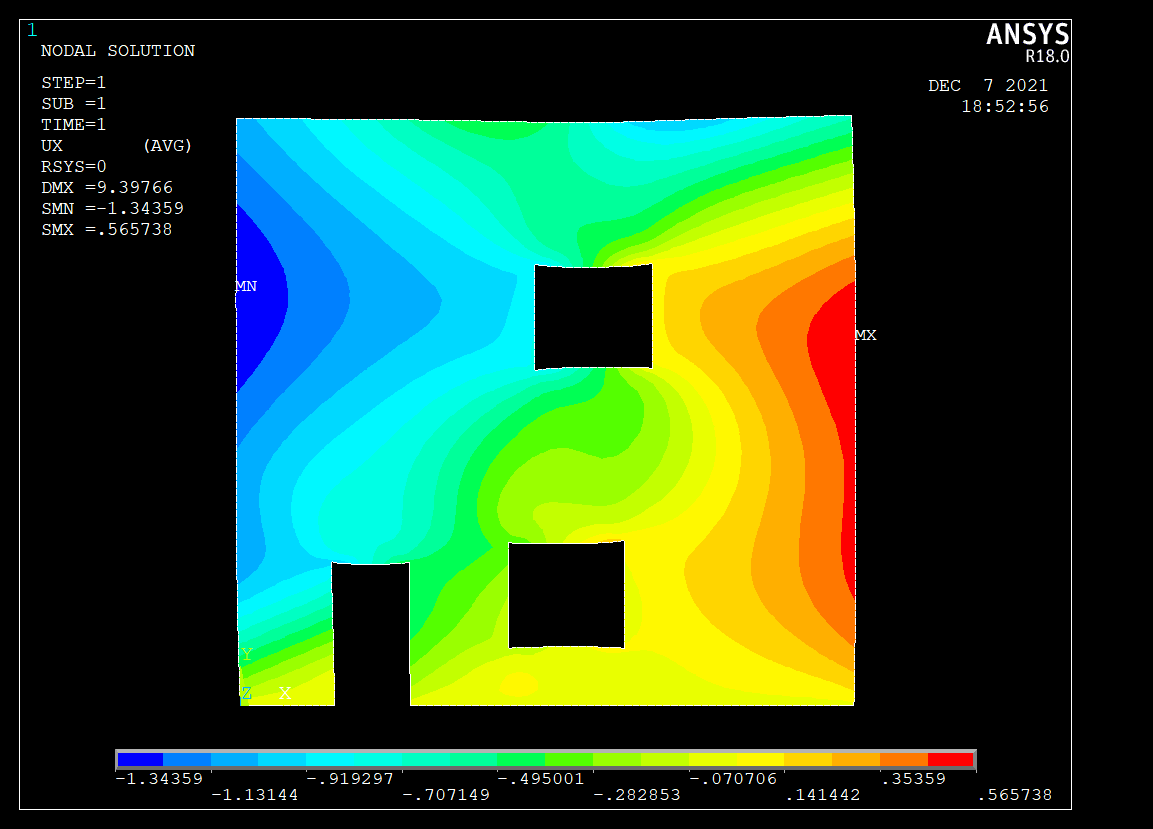 1
ANSYS
R18.0
NODAL SOLUTION
STEP=1
SUB =1
TIME=1
UX (AVG)
RSYS=0
DMX =9.39766
SMN =-1.34359
SMX =.565738
DEC 7 2021
18:52:56
MN
MX
Y
Z X
-1.34359 -.919297 -.495001 -.070706 .35359
-1.13144 -.707149 -.282853 .141442 .565738